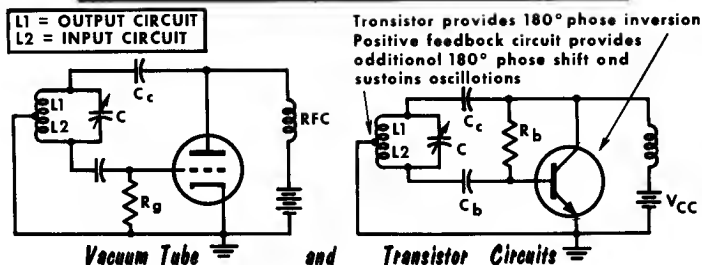 L1 = OUTPUT CIRCUIT
L2 = INPUT CIRCUIT
Transistor provides 180° phase inversion
Positive feedback circuit provides
additional 180° phase shift and
sustains oscillations
Cc
L1
L2
C
RFC
Rg
Cc
L1
L2
C
Rb
Cb
VCC
Vacuum Tube and Transistor Circuits